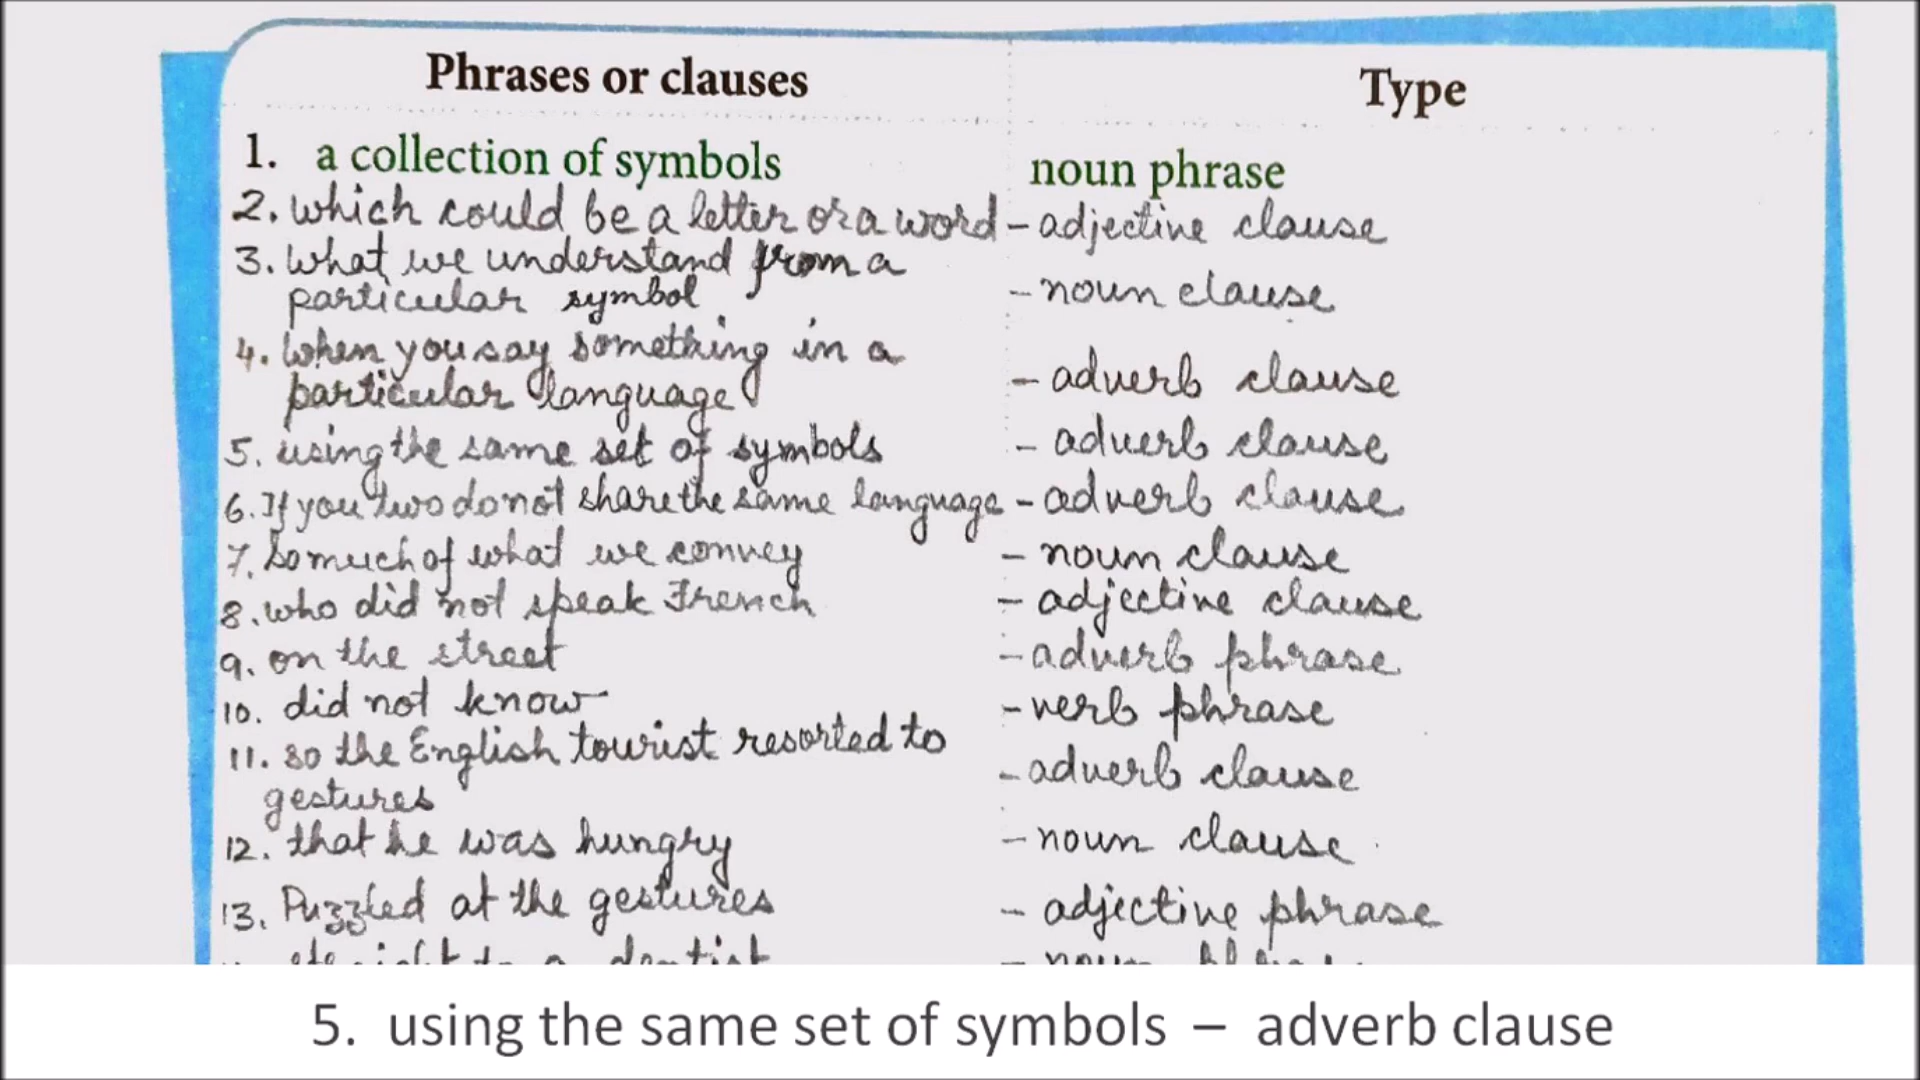 Phrases or clauses Type
1. a collection of symbols noun phrase
2. which could be a letter or a word - adjective clause
3. What we understand from a
particular symbol - noun clause
4. When you say something in a
particular language - adverb clause
5. using the same set of symbols - adverb clause
6. If you two do not share the same language - adverb clause
7. So much of what we convey - noun clause
8. who did not speak French - adjective clause
9. on the street - adverb phrase
10. did not know - verb phrase
11. so the English tourist resorted to
gestures - adverb clause
12. that he was hungry - noun clause
13. Puzzled at the gestures - adjective phrase
to a dentist
5. using the same set of symbols – adverb clause